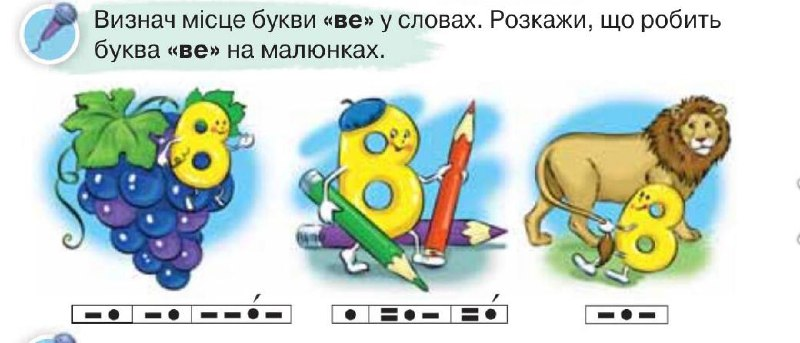 Визнач місце букви «ве» у словах. Розкажи, що робить
буква «ве» на малюнках.
В В В